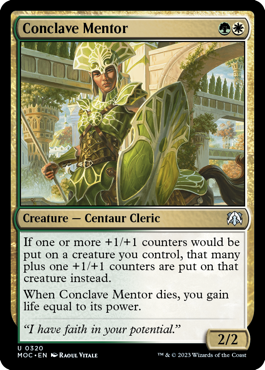 Conclave Mentor
Creature — Centaur Cleric
If one or more +1/+1 counters would be
put on a creature you control, that many
plus one +1/+1 counters are put on that
creature instead.
When Conclave Mentor dies, you gain
life equal to its power.
“I have faith in your potential.”
2/2
U 0320
MOC • EN RAOUL VITALE
™ & © 2023 Wizards of the Coast